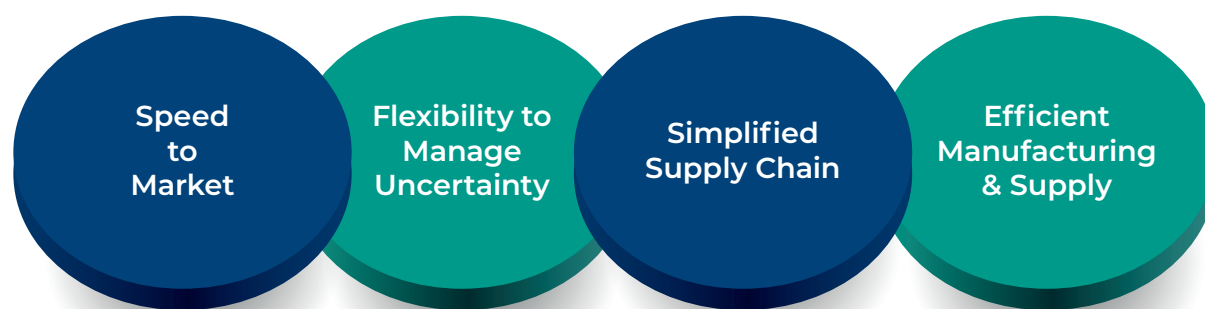 Speed
to
Market
Flexibility to
Manage
Uncertainty
Simplified
Supply Chain
Efficient
Manufacturing
& Supply